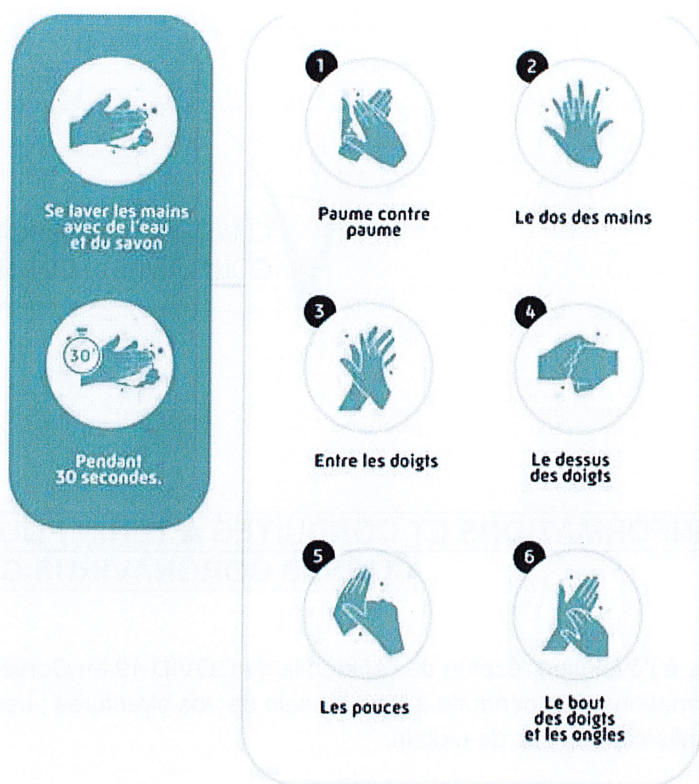 Se laver les mains
avec de l'eau
et du savon
30
Pendant
30 secondes.
1
Paume contre
paume
2
Le dos des mains
3
Entre les doigts
4
Le dessus
des doigts
5
Les pouces
6
Le bout
des doigts
et les ongles